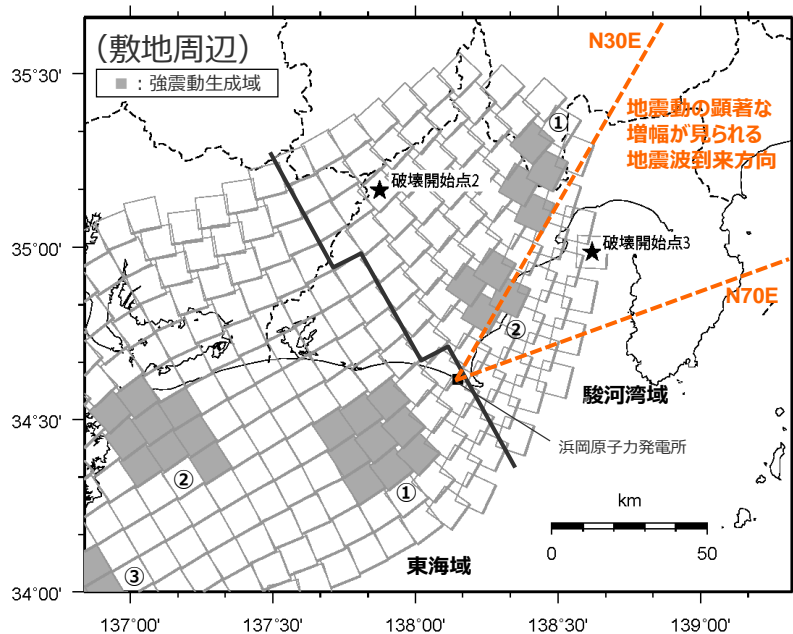 (敷地周辺)
■ : 強震動生成域
N30E
地震動の顕著な
増幅が見られる
地震波到来方向
①
破壊開始点2
破壊開始点3
N70E
②
駿河湾域
浜岡原子力発電所
②
①
③
東海域
km
0 50
35°30'
35°00'
34°30'
34°00'
137°00' 137°30' 138°00' 138°30' 139°00'